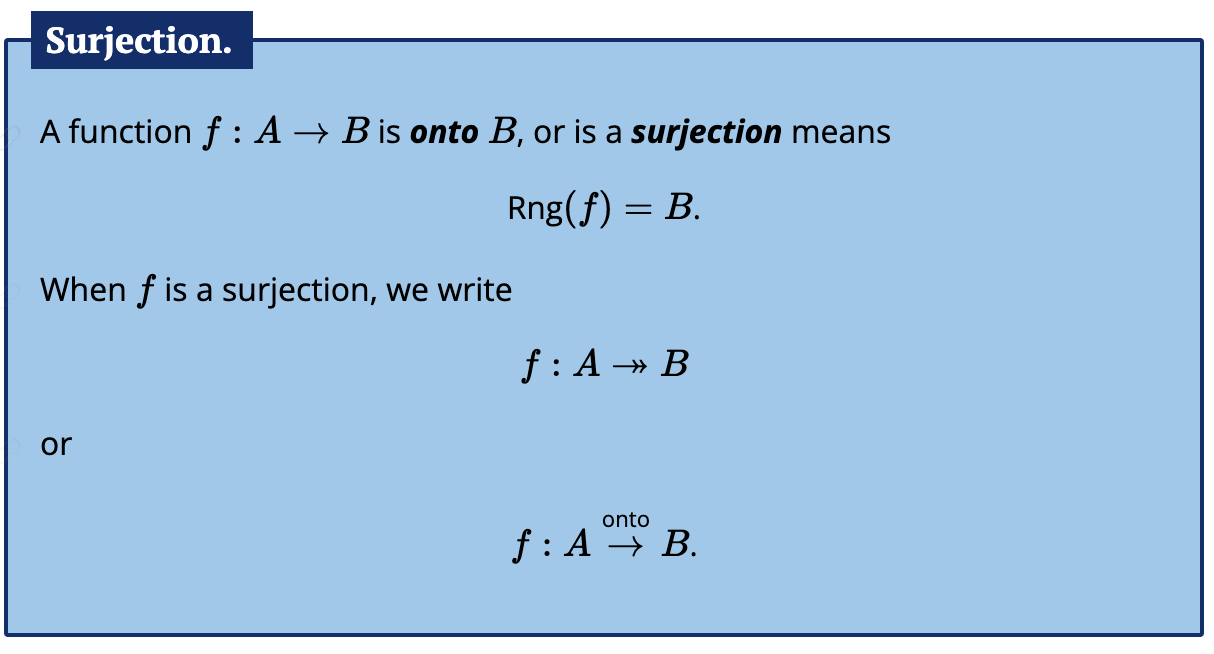 Surjection.
A function f : A → B is onto B, or is a surjection means
Rng(f) = B.
When f is a surjection, we write
f : A ↠ B
or
onto
f : A → B.